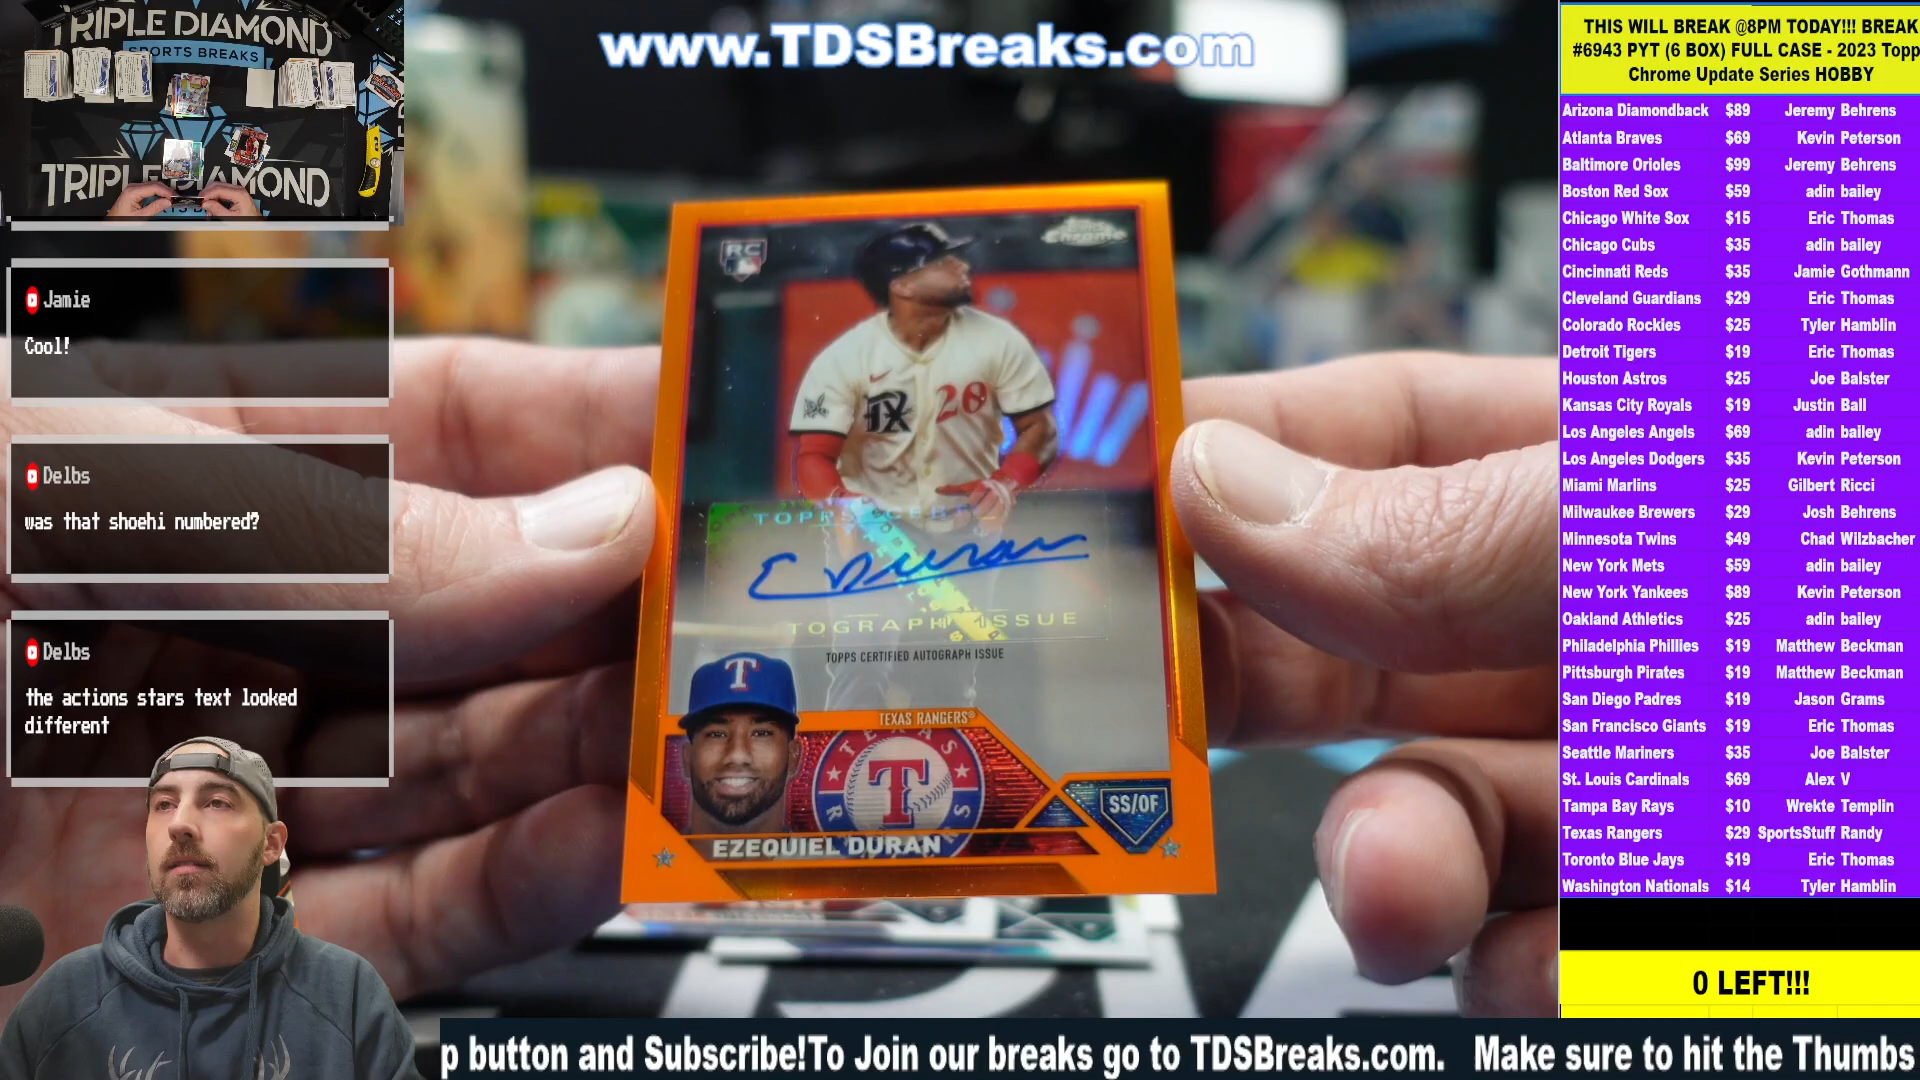 TRIPLE DIAMOND
SPORTS BREAKS
TRIPLE DIAMOND
www.TDSBreaks.com
Jamie
Cool!
Delbs
was that shoehi numbered?
Delbs
the actions stars text looked
different
RC
Topps
Chrome
TX 20
E Duran
TOGRAPH ISSUE
TOPPS CERTIFIED AUTOGRAPH ISSUE
TEXAS RANGERS®
T
SS/OF
EZEQUIEL DURAN
THIS WILL BREAK @8PM TODAY!!! BREAK
#6943 PYT (6 BOX) FULL CASE - 2023 Topp
Chrome Update Series HOBBY
Arizona Diamondback $89 Jeremy Behrens
Atlanta Braves $69 Kevin Peterson
Baltimore Orioles $99 Jeremy Behrens
Boston Red Sox $59 adin bailey
Chicago White Sox $15 Eric Thomas
Chicago Cubs $35 adin bailey
Cincinnati Reds $35 Jamie Gothmann
Cleveland Guardians $29 Eric Thomas
Colorado Rockies $25 Tyler Hamblin
Detroit Tigers $19 Eric Thomas
Houston Astros $25 Joe Balster
Kansas City Royals $19 Justin Ball
Los Angeles Angels $69 adin bailey
Los Angeles Dodgers $35 Kevin Peterson
Miami Marlins $25 Gilbert Ricci
Milwaukee Brewers $29 Josh Behrens
Minnesota Twins $49 Chad Wilzbacher
New York Mets $59 adin bailey
New York Yankees $89 Kevin Peterson
Oakland Athletics $25 adin bailey
Philadelphia Phillies $19 Matthew Beckman
Pittsburgh Pirates $19 Matthew Beckman
San Diego Padres $19 Jason Grams
San Francisco Giants $19 Eric Thomas
Seattle Mariners $35 Joe Balster
St. Louis Cardinals $69 Alex V
Tampa Bay Rays $10 Wrekte Templin
Texas Rangers $29 SportsStuff Randy
Toronto Blue Jays $19 Eric Thomas
Washington Nationals $14 Tyler Hamblin
0 LEFT!!!
p button and Subscribe!To Join our breaks go to TDSBreaks.com. Make sure to hit the Thumbs